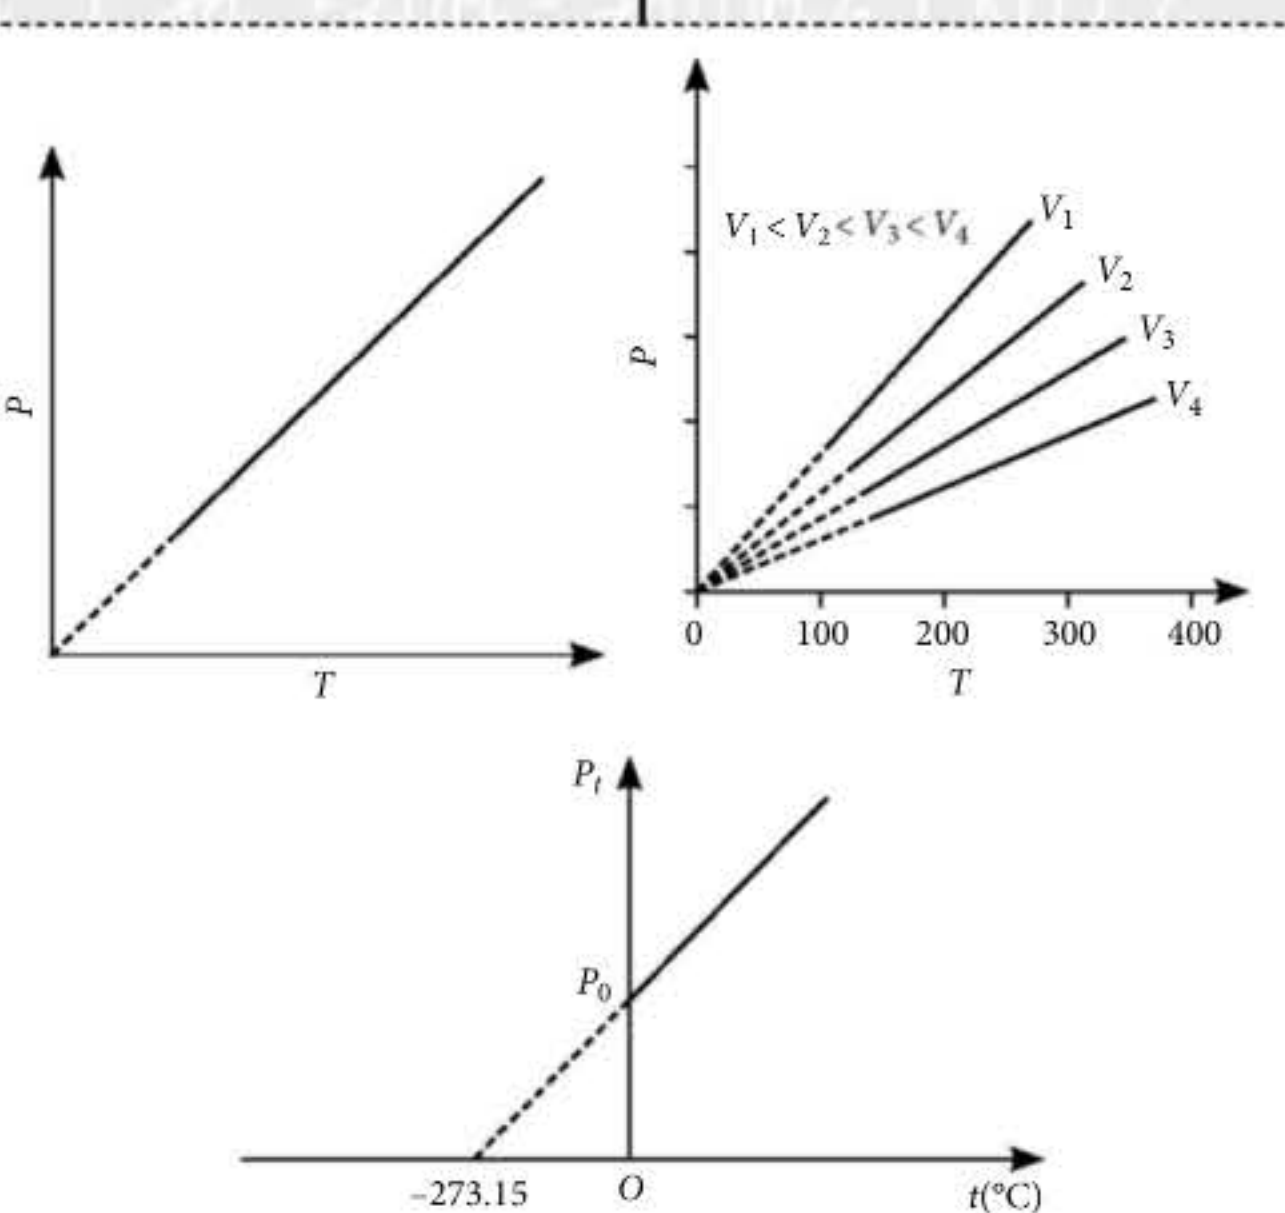 P
T
V₁ < V₂ < V₃ < V₄
V₁
V₂
V₃
V₄
P
0 100 200 300 400
T
Pₜ
P₀
–273.15 O t(°C)